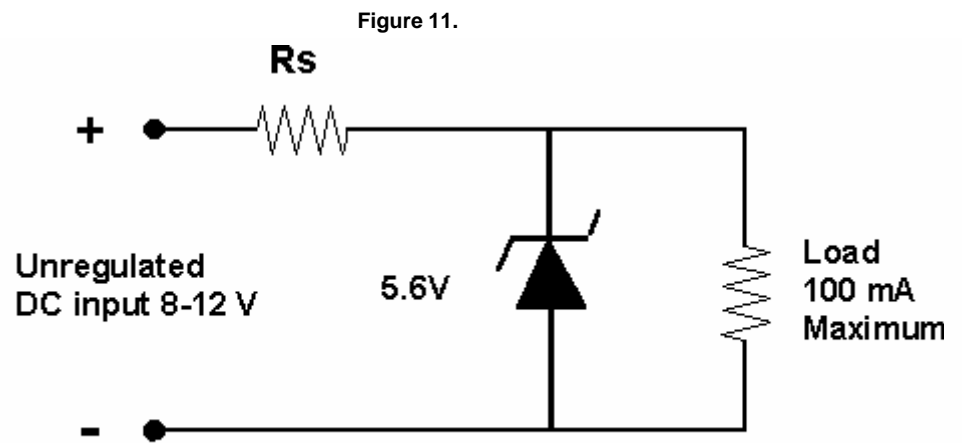 Figure 11.
Rs
+
Unregulated
DC input 8-12 V
5.6V
Load
100 mA
Maximum
-